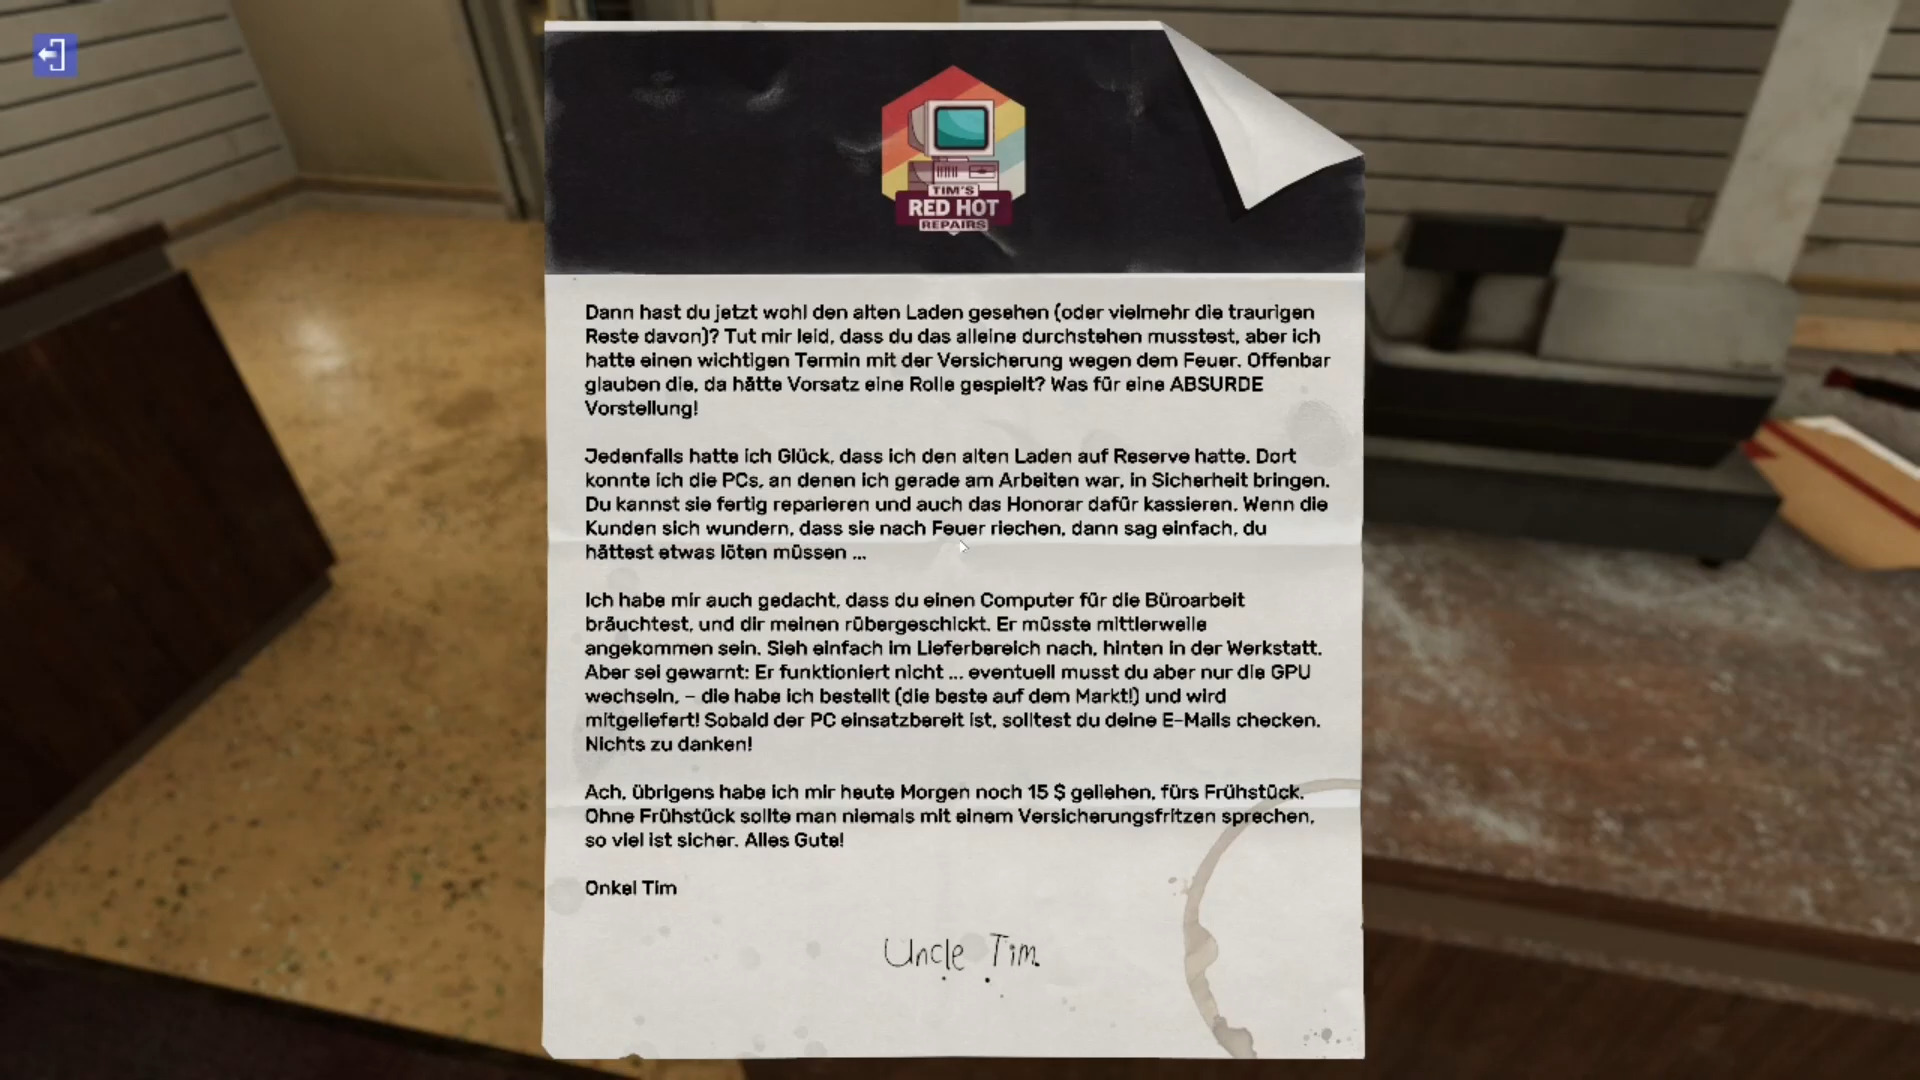 TIM'S
RED HOT
REPAIRS
Dann hast du jetzt wohl den alten Laden gesehen (oder vielmehr die traurigen
Reste davon)? Tut mir leid, dass du das alleine durchstehen musstest, aber ich
hatte einen wichtigen Termin mit der Versicherung wegen dem Feuer. Offenbar
glauben die, da hätte Vorsatz eine Rolle gespielt? Was für eine ABSURDE
Vorstellung!
Jedenfalls hatte ich Glück, dass ich den alten Laden auf Reserve hatte. Dort
konnte ich die PCs, an denen ich gerade am Arbeiten war, in Sicherheit bringen.
Du kannst sie fertig reparieren und auch das Honorar dafür kassieren. Wenn die
Kunden sich wundern, dass sie nach Feuer riechen, dann sag einfach, du
hättest etwas löten müssen ...
Ich habe mir auch gedacht, dass du einen Computer für die Büroarbeit
bräuchtest, und dir meinen rübergeschickt. Er müsste mittlerweile
angekommen sein. Sieh einfach im Lieferbereich nach, hinten in der Werkstatt.
Aber sei gewarnt: Er funktioniert nicht ... eventuell musst du aber nur die GPU
wechseln, – die habe ich bestellt (die beste auf dem Markt!) und wird
mitgeliefert! Sobald der PC einsatzbereit ist, solltest du deine E-Mails checken.
Nichts zu danken!
Ach, übrigens habe ich mir heute Morgen noch 15 $ geliehen, fürs Frühstück.
Ohne Frühstück sollte man niemals mit einem Versicherungsfritzen sprechen,
so viel ist sicher. Alles Gute!
Onkel Tim
Uncle Tim